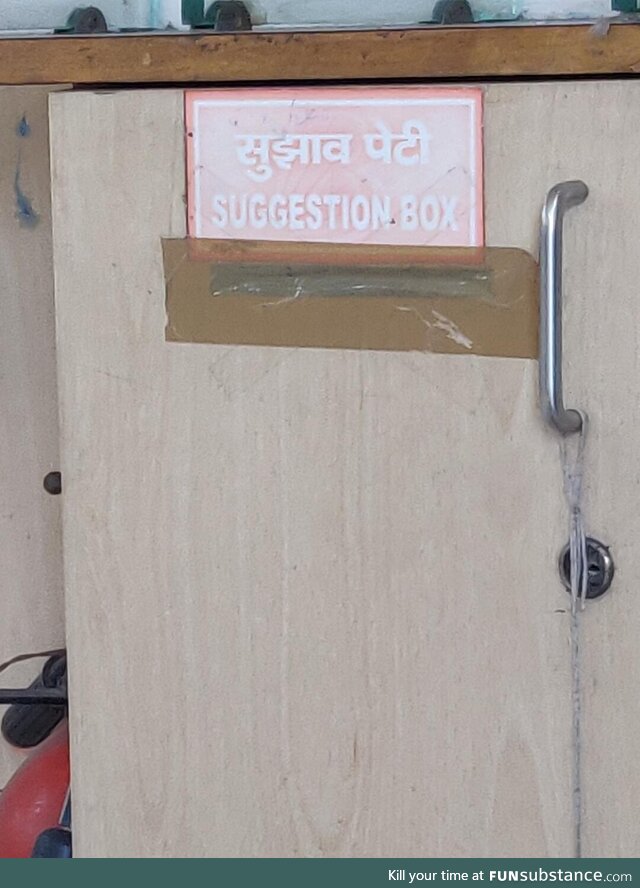 सुझाव पेटी
SUGGESTION BOX
Kill your time at FUNsubstance.com